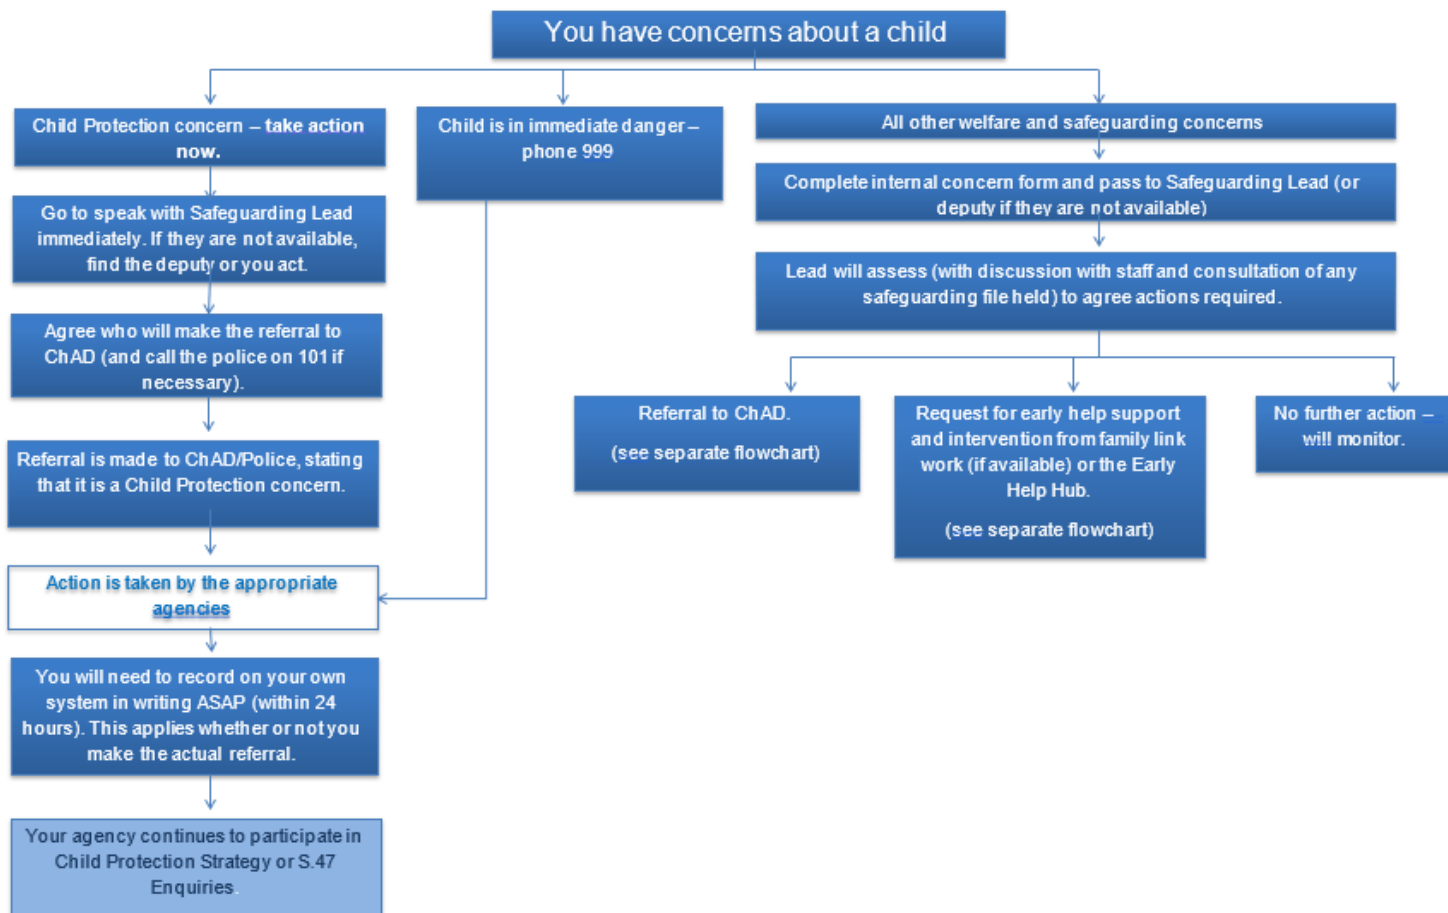 You have concerns about a child
Child Protection concern – take action
now.
Go to speak with Safeguarding Lead
immediately. If they are not available,
find the deputy or you act.
Agree who will make the referral to
ChAD (and call the police on 101 if
necessary).
Referral is made to ChAD/Police, stating
that it is a Child Protection concern.
Action is taken by the appropriate
agencies
You will need to record on your own
system in writing ASAP (within 24
hours). This applies whether or not you
make the actual referral.
Your agency continues to participate in
Child Protection Strategy or S.47
Enquiries.
Child is in immediate danger –
phone 999
All other welfare and safeguarding concerns
Complete internal concern form and pass to Safeguarding Lead (or
deputy if they are not available)
Lead will assess (with discussion with staff and consultation of any
safeguarding file held) to agree actions required.
Referral to ChAD.
(see separate flowchart)
Request for early help support
and intervention from family link
work (if available) or the Early
Help Hub.
(see separate flowchart)
No further action –
will monitor.